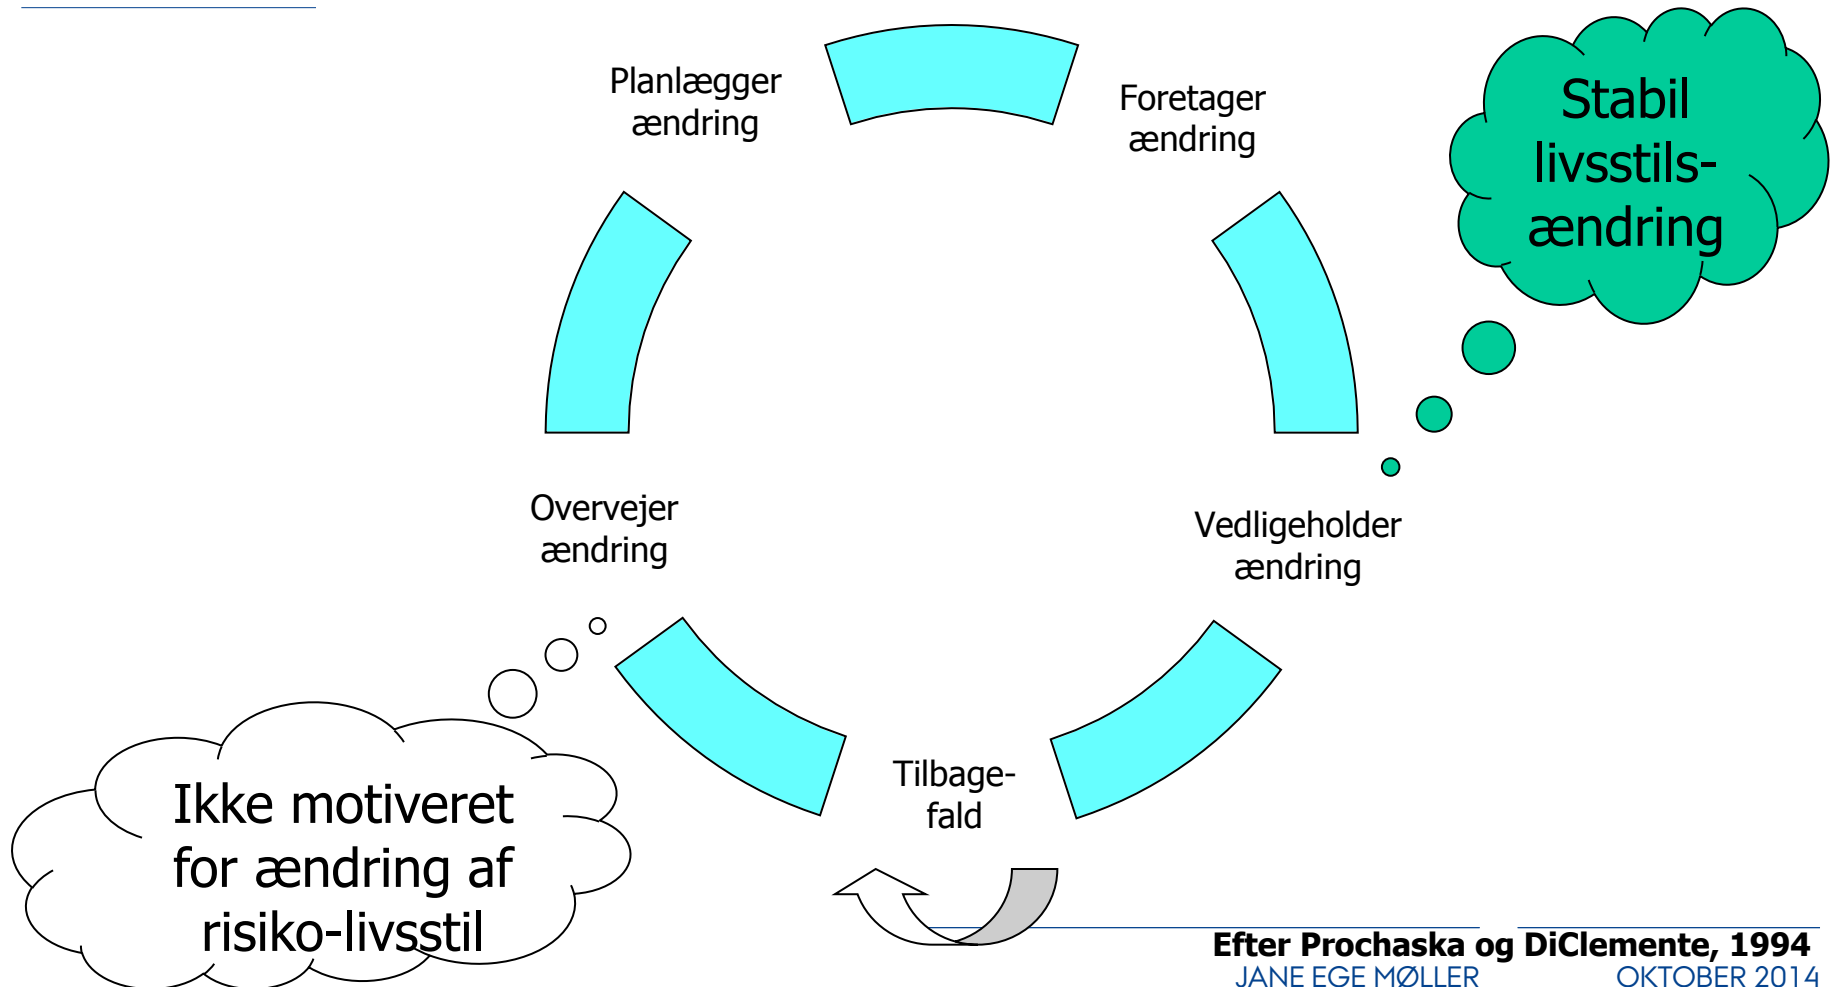 Planlægger
ændring
Foretager
ændring
Stabil
livsstils-
ændring
Overvejer
ændring
Vedligeholder
ændring
Tilbage-
fald
Ikke motiveret
for ændring af
risiko-livsstil
Efter Prochaska og DiClemente, 1994
JANE EGE MØLLER
OKTOBER 2014